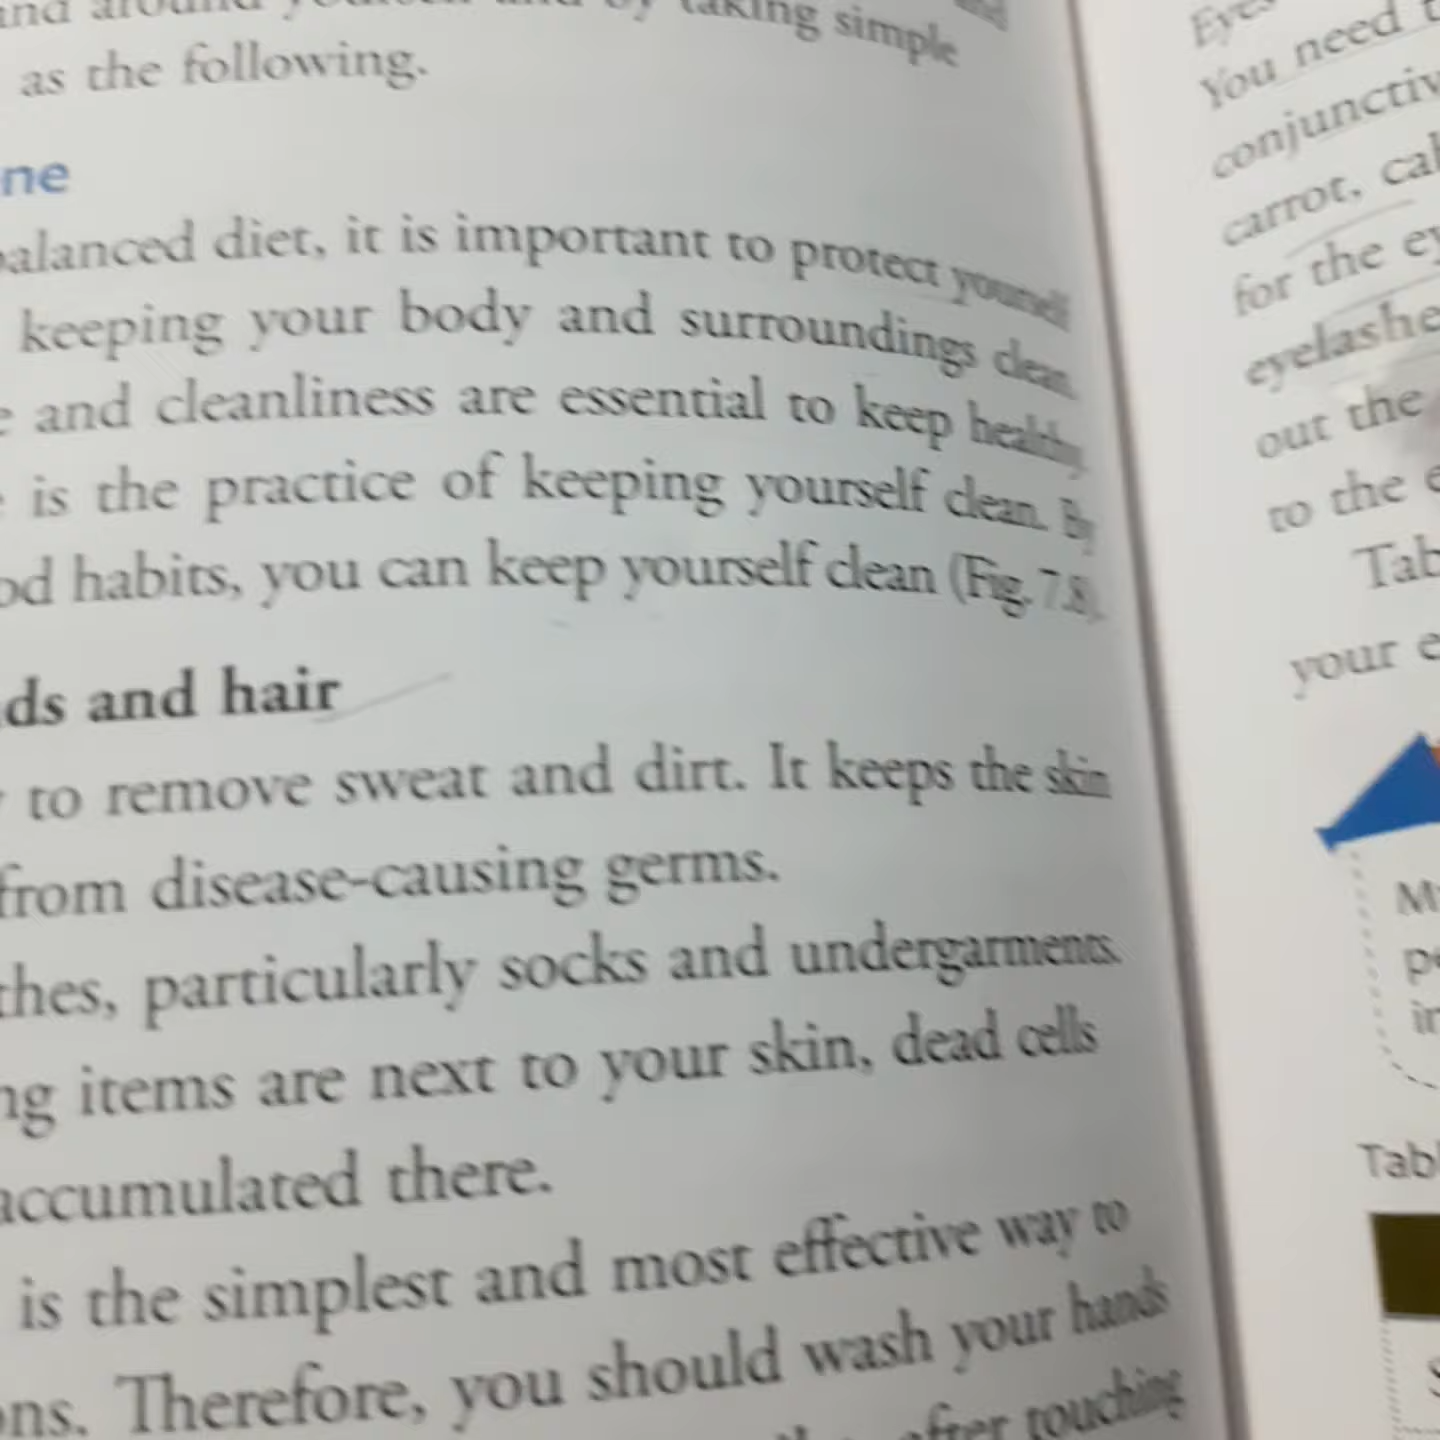 and around yourself and by taking simple
as the following.
ne
balanced diet, it is important to protect yourself
keeping your body and surroundings clean.
e and cleanliness are essential to keep healthy.
is the practice of keeping yourself clean. By
od habits, you can keep yourself clean (Fig. 7.8).
ds and hair
to remove sweat and dirt. It keeps the skin
from disease-causing germs.
thes, particularly socks and undergarments.
ng items are next to your skin, dead cells
accumulated there.
is the simplest and most effective way to
ons. Therefore, you should wash your hands
after touching
Eyes
You need
conjunctiv
carrot,
for the ey
eyelashe
out the
to the e
Tab
your e
in
Tabl